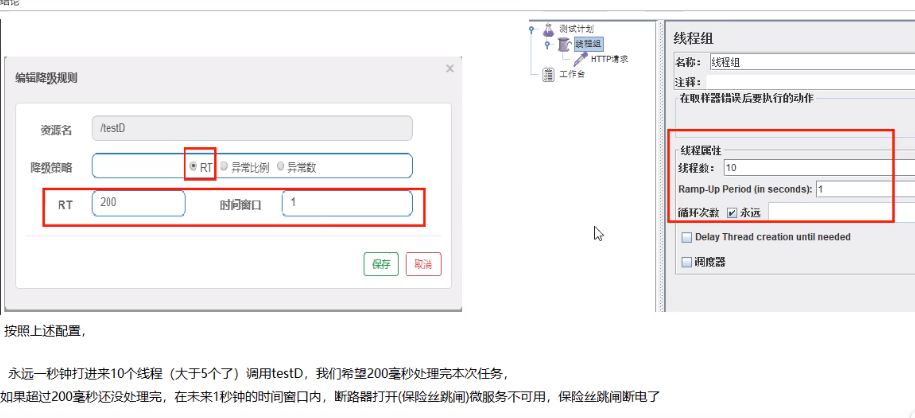 结论
编辑降级规则
×
资源名
/testD
降级策略
RT
异常比例
异常数
RT
200
时间窗口
1
保存
取消
测试计划
线程组
HTTP请求
工作台
线程组
名称：
线程组
注释：
在取样器错误后要执行的动作
线程属性
线程数：
10
Ramp-Up Period (in seconds):
1
循环次数
永远
Delay Thread creation until needed
调度器
按照上述配置，
永远一秒钟打进来10个线程（大于5个了）调用testD，我们希望200毫秒处理完本次任务，
如果超过200毫秒还没处理完，在未来1秒钟的时间窗口内，断路器打开(保险丝跳闸)微服务不可用，保险丝跳闸断电了